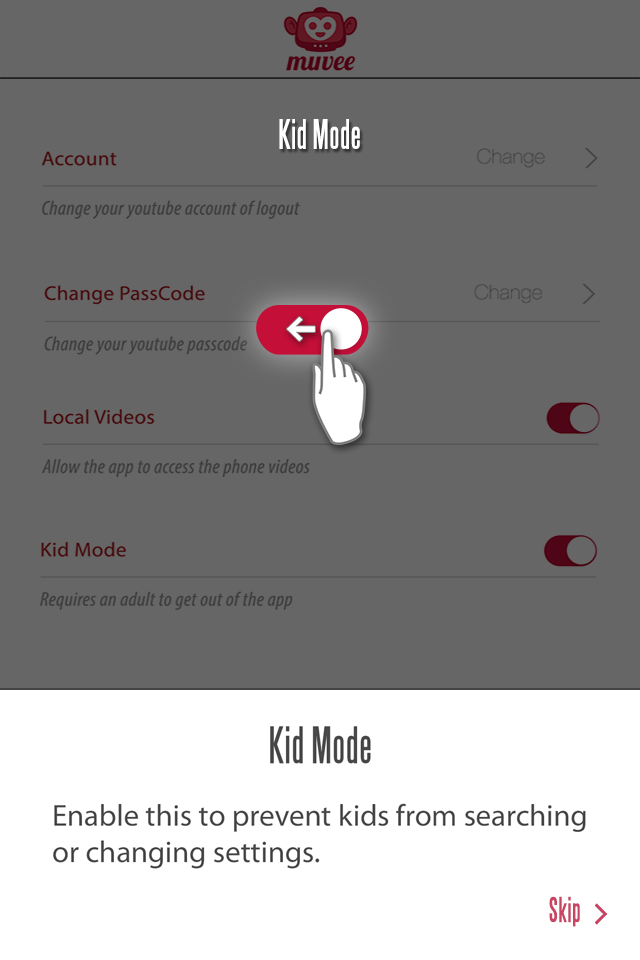 muvee
Kid Mode
Account Change
Change your youtube account of logout
Change PassCode Change
Change your youtube passcode
Local Videos
Allow the app to access the phone videos
Kid Mode
Requires an adult to get out of the app
Kid Mode
Enable this to prevent kids from searching
or changing settings.
Skip